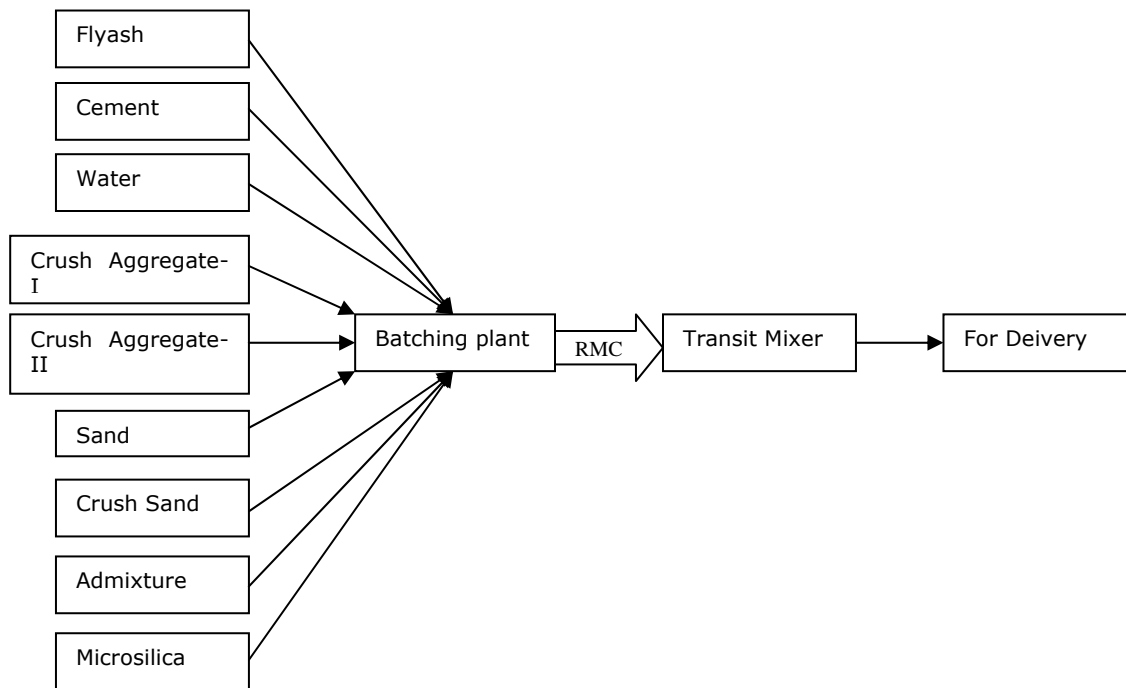 Flyash
Cement
Water
Crush Aggregate-
I
Crush Aggregate-
II
Sand
Crush Sand
Admixture
Microsilica
Batching plant
RMC
Transit Mixer
For Deivery